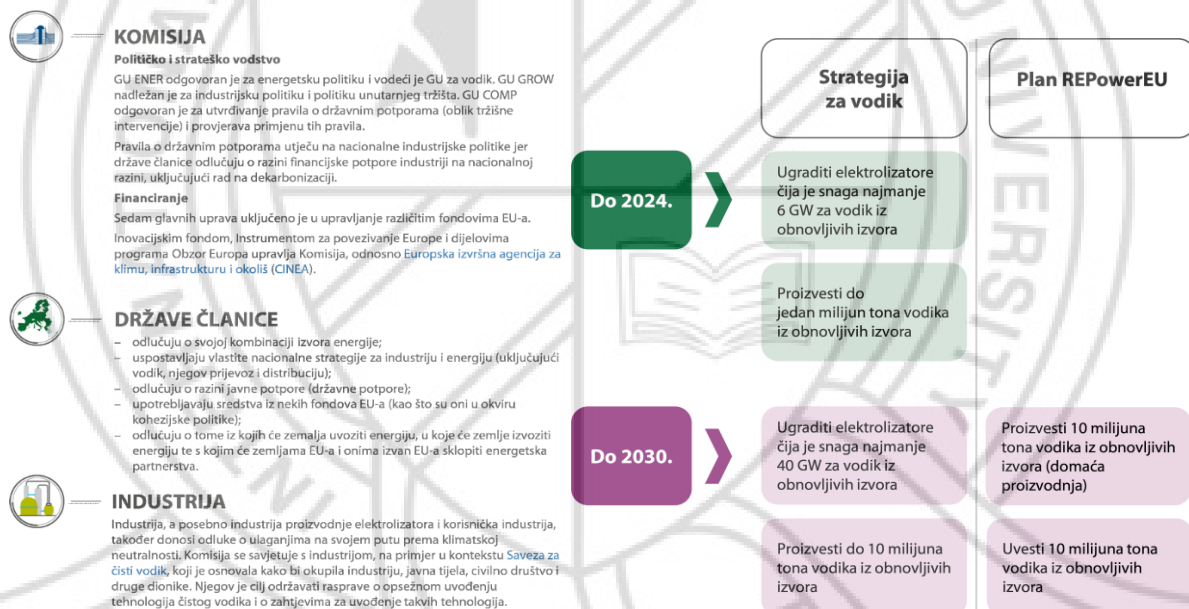 KOMISIJA
Političko i strateško vodstvo
GU ENER odgovoran je za energetsku politiku i vodeći je GU za vodik. GU GROW
nadležan je za industrijsku politiku i politiku unutarnjeg tržišta. GU COMP
odgovoran je za utvrđivanje pravila o državnim potporama (oblik tržišne
intervencije) i provjerava primjenu tih pravila.
Pravila o državnim potporama utječu na nacionalne industrijske politike jer
države članice odlučuju o razini financijske potpore industriji na nacionalnoj
razini, uključujući rad na dekarbonizaciji.
Financiranje
Sedam glavnih uprava uključeno je u upravljanje različitim fondovima EU-a.
Inovacijskim fondom, Instrumentom za povezivanje Europe i dijelovima
programa Obzor Europa upravlja Komisija, odnosno Europska izvršna agencija za
klimu, infrastrukturu i okoliš (CINEA).
DRŽAVE ČLANICE
– odlučuju o svojoj kombinaciji izvora energije;
– uspostavljaju vlastite nacionalne strategije za industriju i energiju (uključujući
vodik, njegov prijevoz i distribuciju);
– odlučuju o razini javne potpore (državne potpore);
– upotrebljavaju sredstva iz nekih fondova EU-a (kao što su oni u okviru
kohezijske politike);
– odlučuju o tome iz kojih će zemalja uvoziti energiju, u koje će zemlje izvoziti
energiju te s kojim će zemljama EU-a i onima izvan EU-a sklopiti energetska
partnerstva.
INDUSTRIJA
Industrija, a posebno industrija proizvodnje elektrolizatora i korisnička industrija,
također donosi odluke o ulaganjima na svojem putu prema klimatskoj
neutralnosti. Komisija se savjetuje s industrijom, na primjer u kontekstu Saveza za
čisti vodik, koji je osnovala kako bi okupila industriju, javna tijela, civilno društvo i
druge dionike. Njegov je cilj održavati rasprave o opsežnom uvođenju
tehnologija čistog vodika i o zahtjevima za uvođenje takvih tehnologija.
Strategija
za vodik
Plan REPowerEU
Do 2024.
Ugraditi elektrolizatore
čija je snaga najmanje
6 GW za vodik iz
obnovljivih izvora
Proizvesti do
jedan milijun tona vodika
iz obnovljivih izvora
Do 2030.
Ugraditi elektrolizatore
čija je snaga najmanje
40 GW za vodik iz
obnovljivih izvora
Proizvesti 10 milijuna
tona vodika iz obnovljivih
izvora (domaća
proizvodnja)
Proizvesti do 10 milijuna
tona vodika iz obnovljivih
izvora
Uvesti 10 milijuna tona
vodika iz obnovljivih
izvora